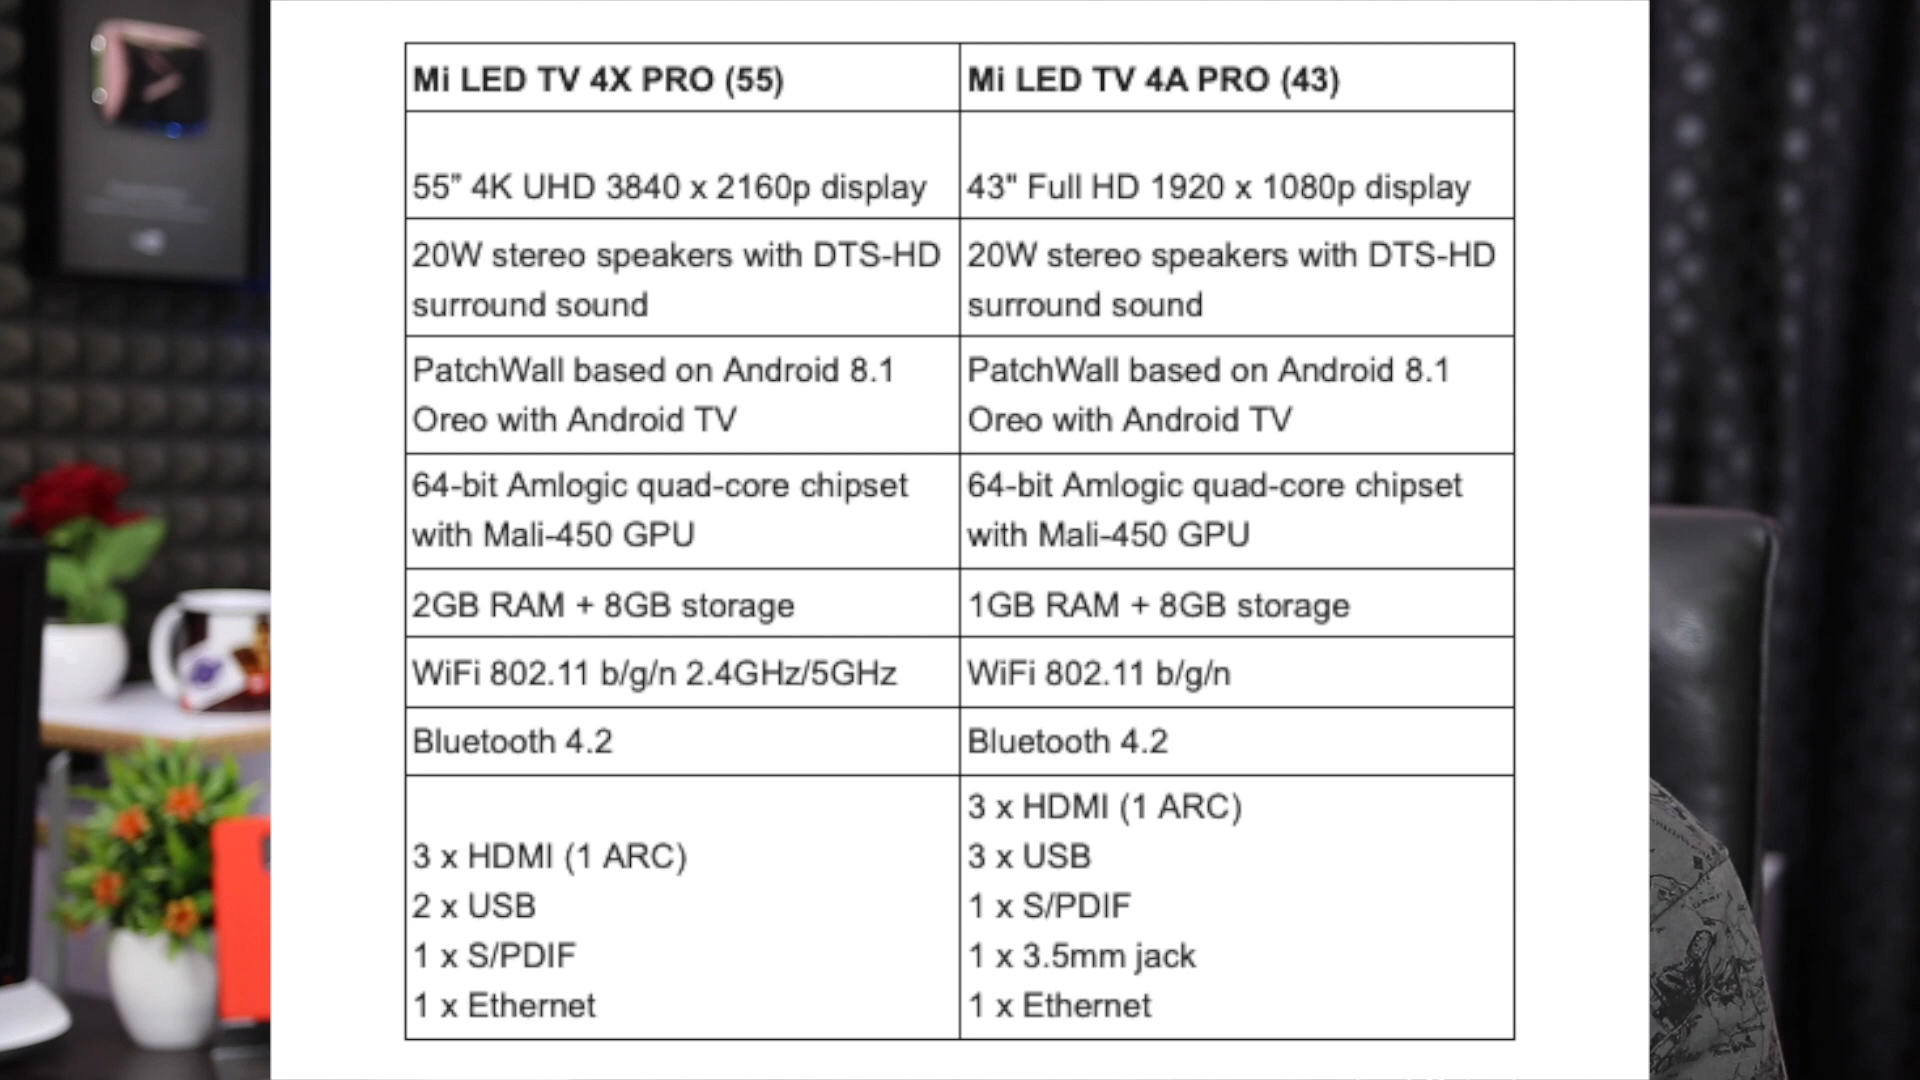 Mi LED TV 4X PRO (55)
Mi LED TV 4A PRO (43)
55” 4K UHD 3840 x 2160p display
43" Full HD 1920 x 1080p display
20W stereo speakers with DTS-HD
surround sound
20W stereo speakers with DTS-HD
surround sound
PatchWall based on Android 8.1
Oreo with Android TV
PatchWall based on Android 8.1
Oreo with Android TV
64-bit Amlogic quad-core chipset
with Mali-450 GPU
64-bit Amlogic quad-core chipset
with Mali-450 GPU
2GB RAM + 8GB storage
1GB RAM + 8GB storage
WiFi 802.11 b/g/n 2.4GHz/5GHz
WiFi 802.11 b/g/n
Bluetooth 4.2
Bluetooth 4.2
3 x HDMI (1 ARC)
2 x USB
1 x S/PDIF
1 x Ethernet
3 x HDMI (1 ARC)
3 x USB
1 x S/PDIF
1 x 3.5mm jack
1 x Ethernet